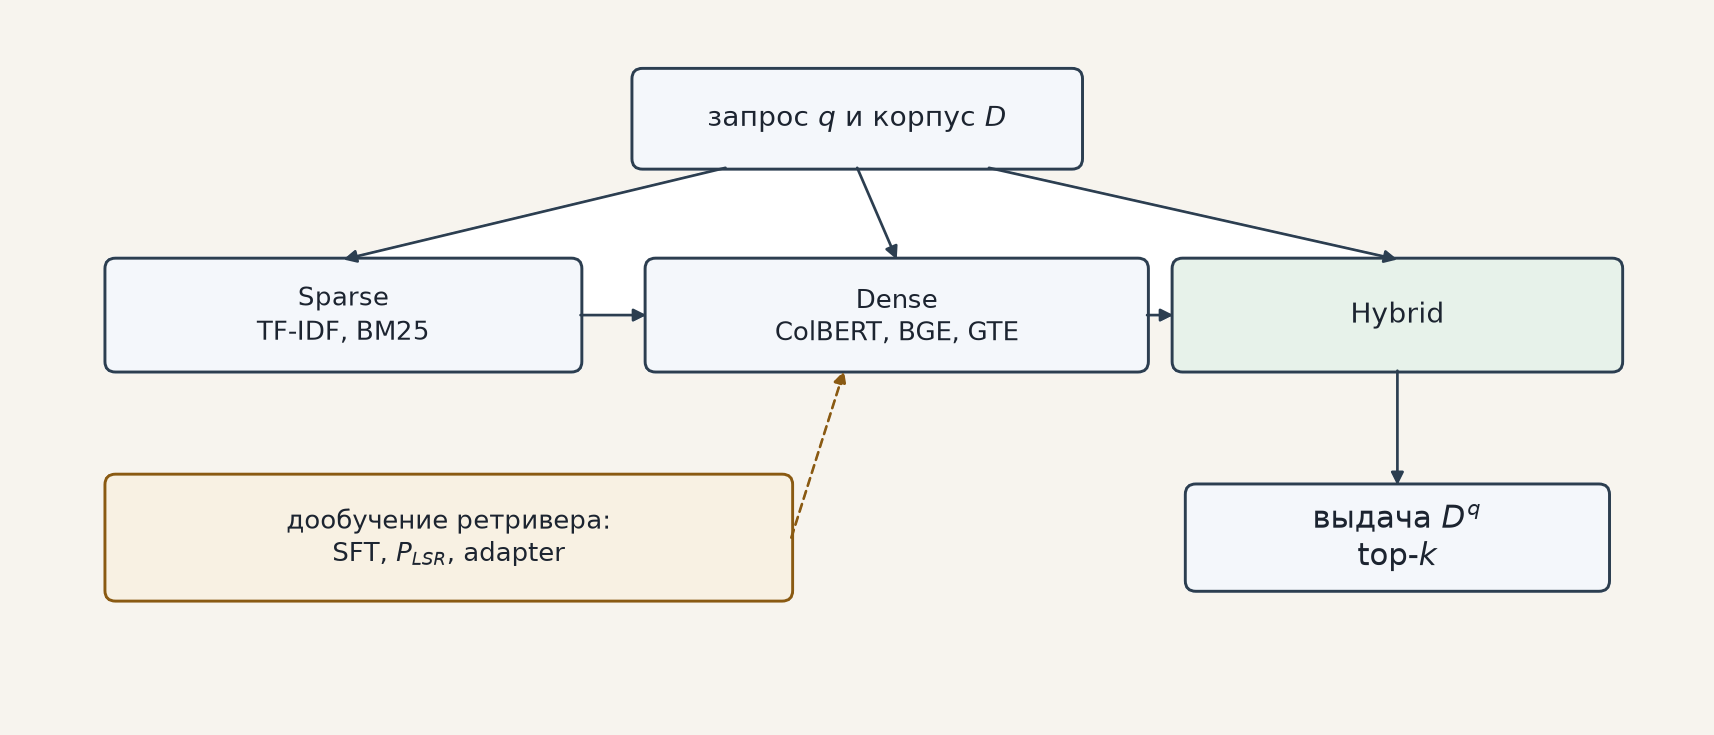 запрос q и корпус D
Sparse
TF-IDF, BM25
Dense
ColBERT, BGE, GTE
Hybrid
дообучение ретривера:
SFT, P_LSR, adapter
выдача D^q
top-k